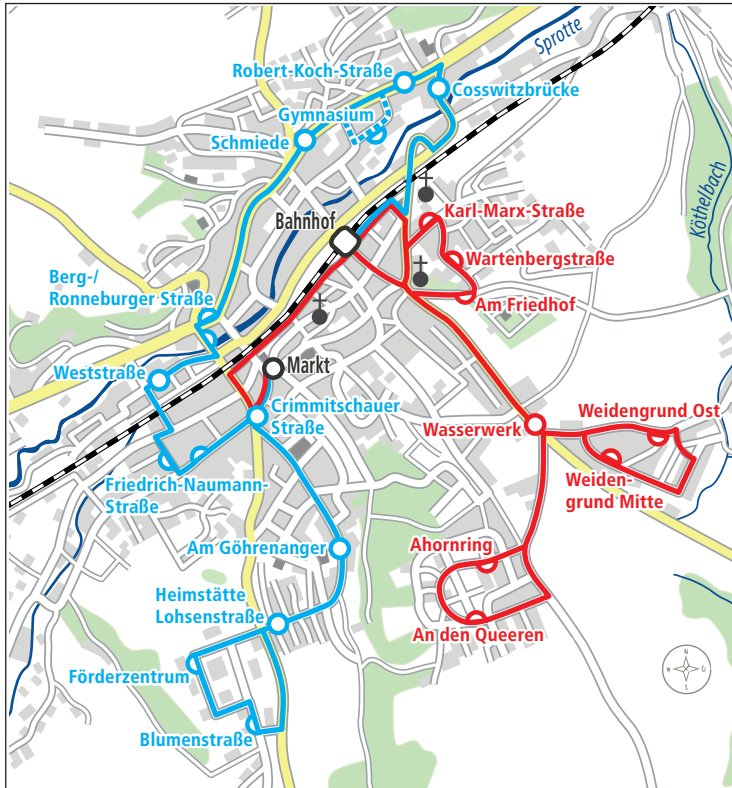 Sprotte
Robert-Koch-Straße
Cosswitzbrücke
Gymnasium
Schmiede
Köthelbach
Bahnhof
Karl-Marx-Straße
Wartenbergstraße
Berg-/
Ronneburger Straße
Am Friedhof
Markt
Weststraße
Crimmitschauer
Straße
Weidengrund Ost
Wasserwerk
Weiden-
grund Mitte
Friedrich-Naumann-
Straße
Am Göhrenanger
Ahornring
Heimstätte
Lohsenstraße
An den Queeren
Förderzentrum
Blumenstraße
N
W
O
S